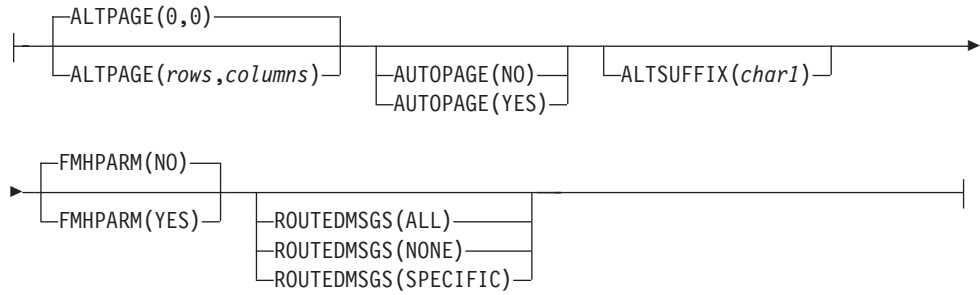 ALTPAGE(0,0)
ALTPAGE(rows,columns)
AUTOPAGE(NO)
AUTOPAGE(YES)
ALTSUFFIX(char1)
FMHPARM(NO)
FMHPARM(YES)
ROUTEDMSGS(ALL)
ROUTEDMSGS(NONE)
ROUTEDMSGS(SPECIFIC)